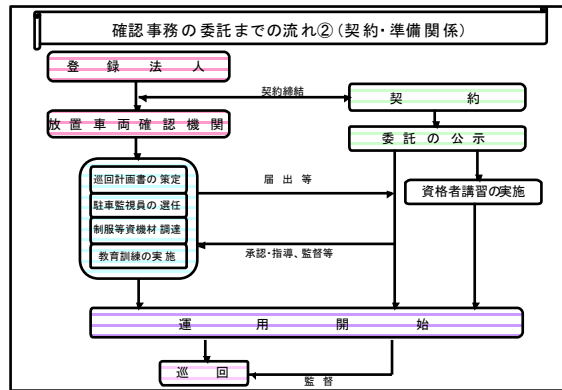 確認事務の委託までの流れ②(契約・準備関係)
登録法人
契約締結
契約
放置車両確認機関
委託の公示
巡回計画書の策定
駐車監視員の選任
制服等資機材調達
教育訓練の実施
届出等
資格者講習の実施
承認・指導、監督等
運用開始
巡回
監督